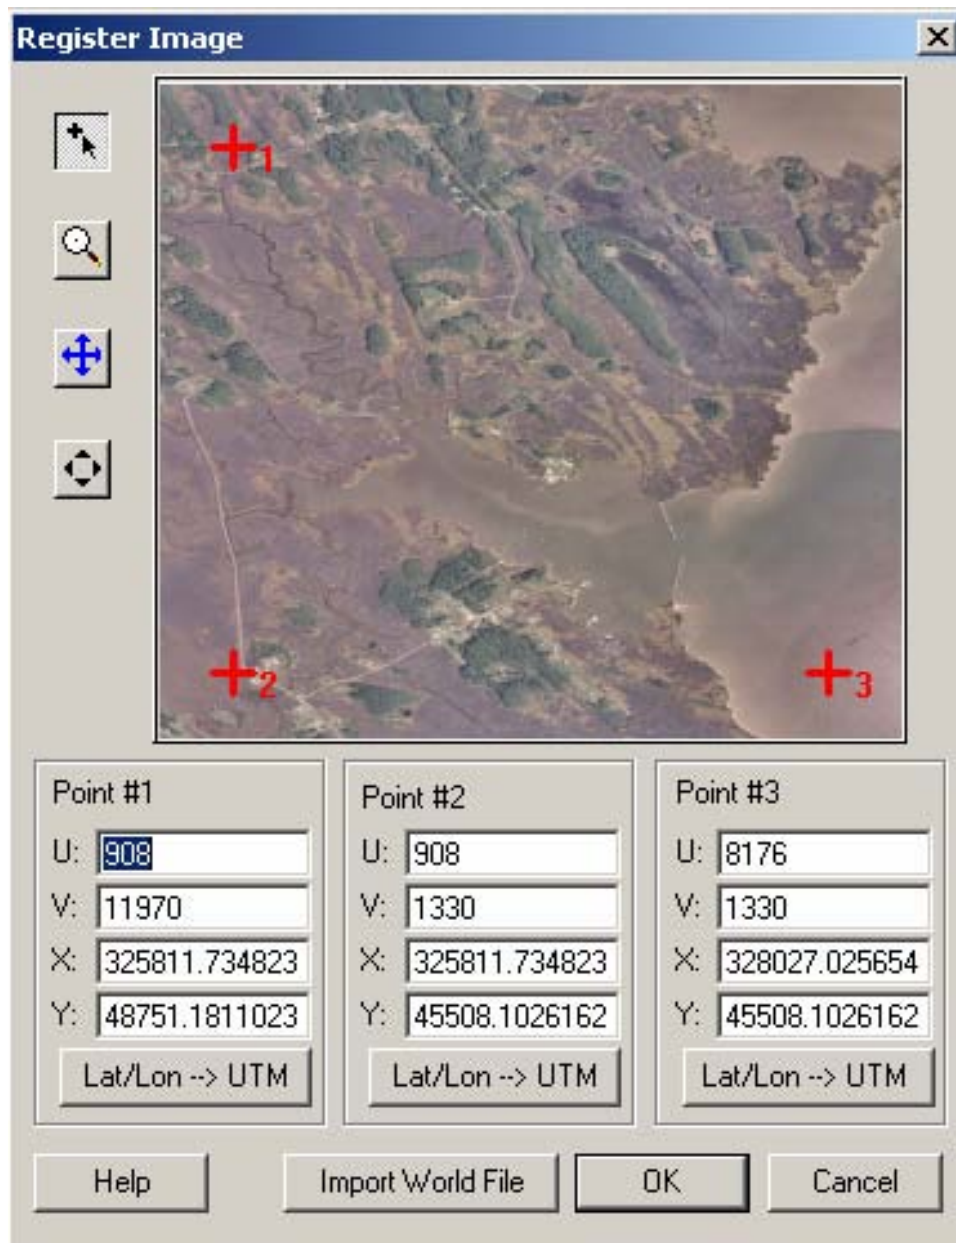 Register Image
1
2
3
Point #1
U: 908
V: 11970
X: 325811.734823
Y: 48751.1811023
Lat/Lon --> UTM
Point #2
U: 908
V: 1330
X: 325811.734823
Y: 45508.1026162
Lat/Lon --> UTM
Point #3
U: 8176
V: 1330
X: 328027.025654
Y: 45508.1026162
Lat/Lon --> UTM
Help
Import World File
OK
Cancel